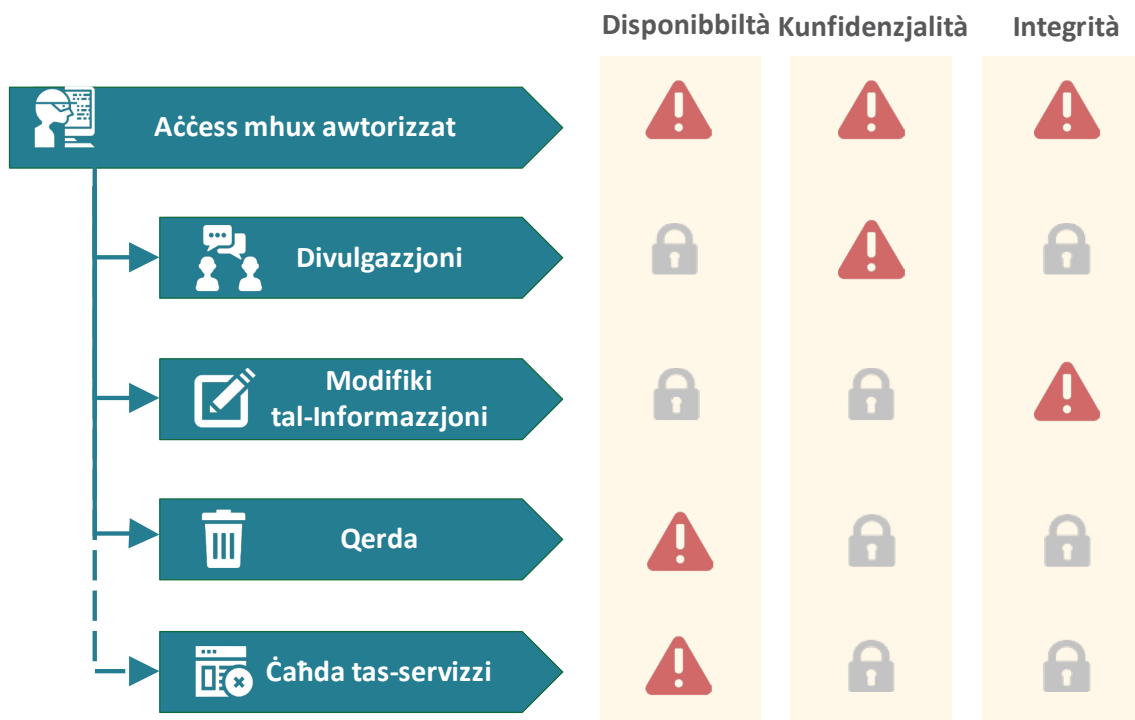 Disponibbiltà Kunfidenzjalità Integrità
Aċċess mhux awtorizzat
Divulgazzjoni
Modifiki
tal-Informazzjoni
Qerda
Ċaħda tas-servizzi